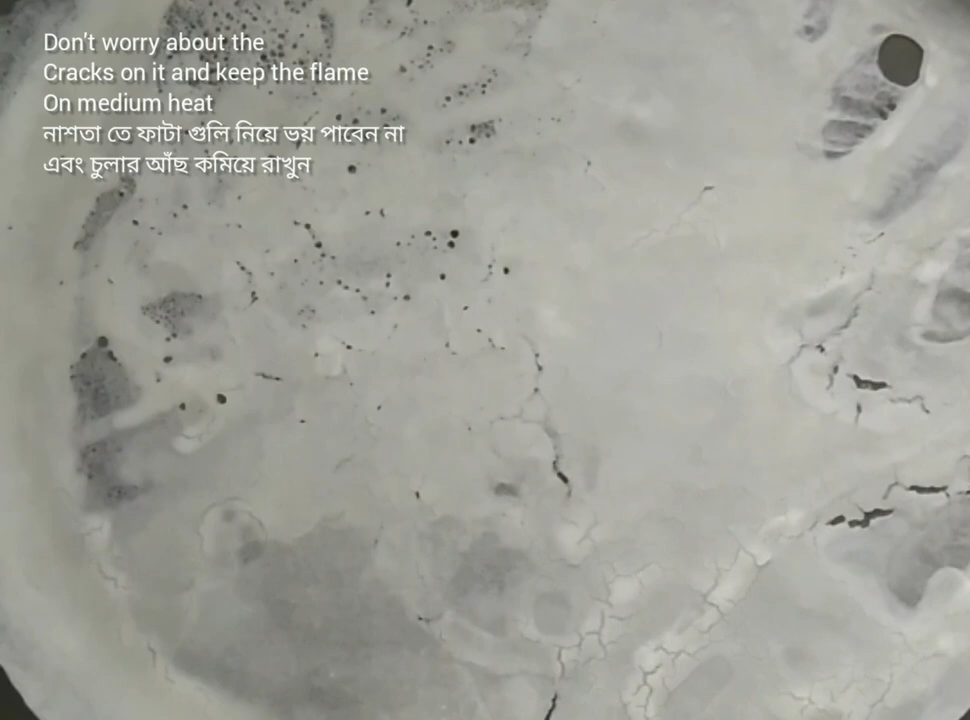 Don't worry about the
Cracks on it and keep the flame
On medium heat
নাশতা তে ফাটা গুলি নিয়ে ভয় পাবেন না
এবং চুলার আঁছ কমিয়ে রাখুন